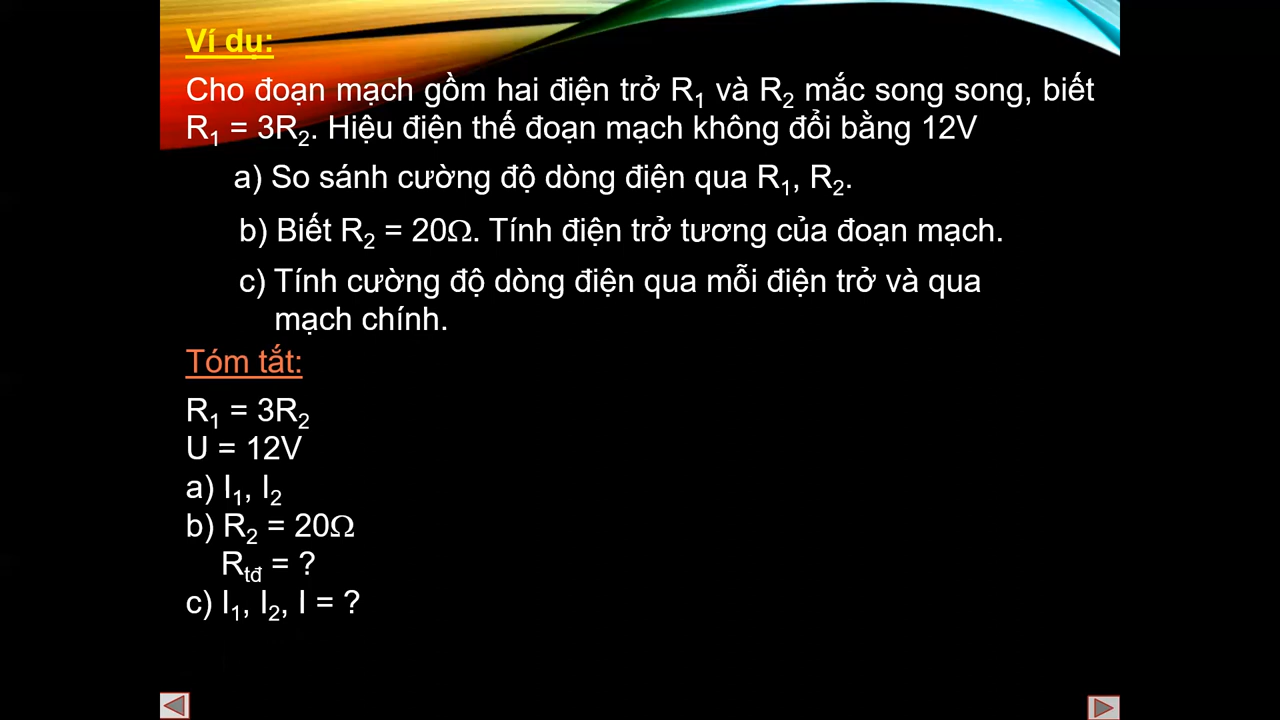 Ví dụ:
Cho đoạn mạch gồm hai điện trở R₁ và R₂ mắc song song, biết
R₁ = 3R₂. Hiệu điện thế đoạn mạch không đổi bằng 12V
a) So sánh cường độ dòng điện qua R₁, R₂.
b) Biết R₂ = 20Ω. Tính điện trở tương của đoạn mạch.
c) Tính cường độ dòng điện qua mỗi điện trở và qua
mạch chính.
Tóm tắt:
R₁ = 3R₂
U = 12V
a) I₁, I₂
b) R₂ = 20Ω
Rtđ = ?
c) I₁, I₂, I = ?